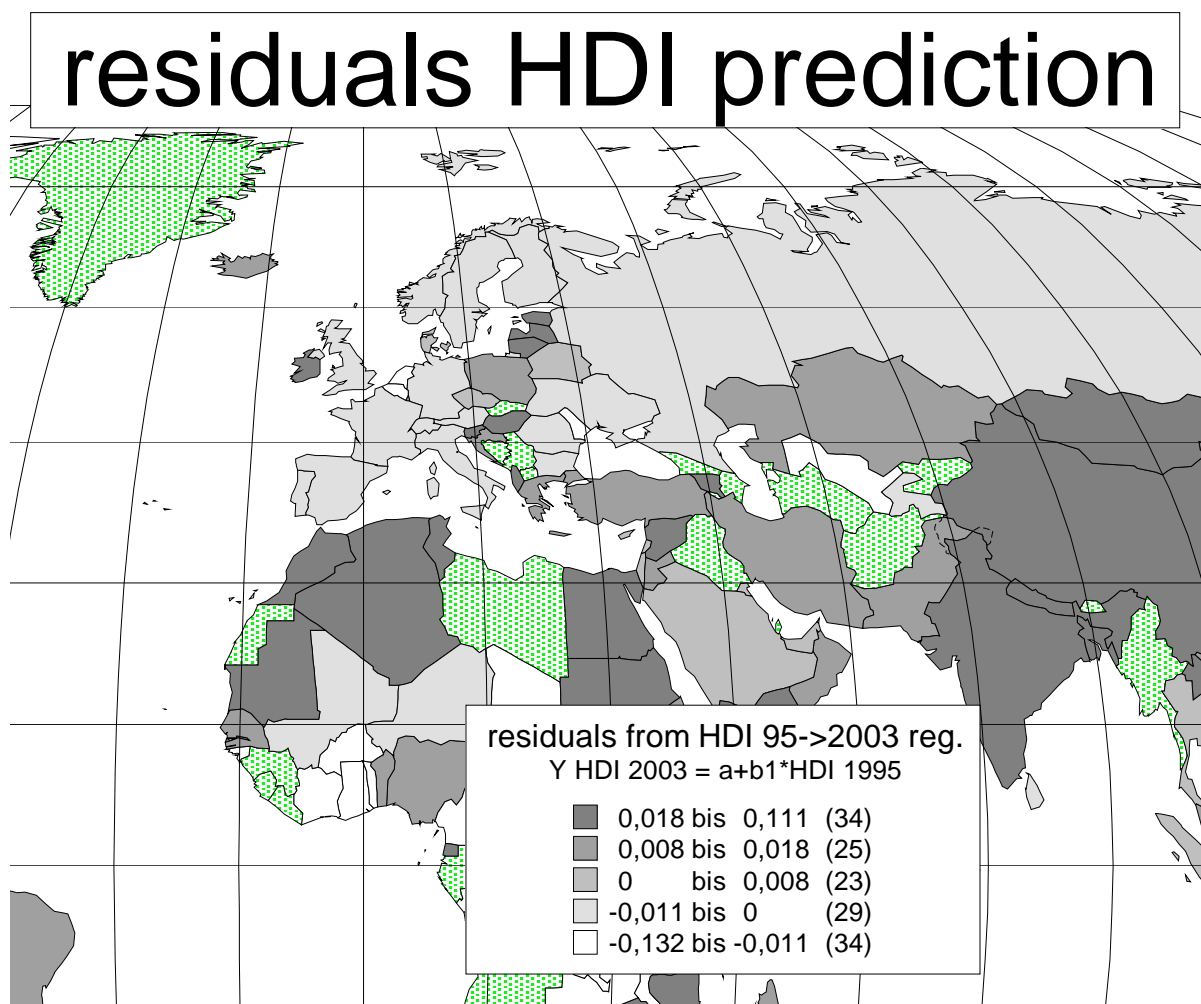 residuals HDI prediction
residuals from HDI 95->2003 reg.
Y HDI 2003 = a+b1*HDI 1995
0,018 bis 0,111 (34)
0,008 bis 0,018 (25)
0 bis 0,008 (23)
-0,011 bis 0 (29)
-0,132 bis -0,011 (34)